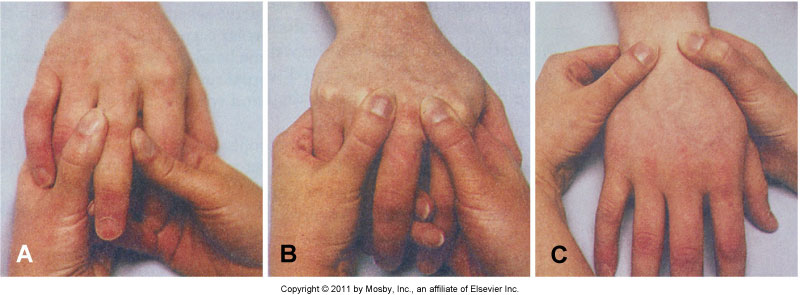 A
B
C
Copyright © 2011 by Mosby, Inc., an affiliate of Elsevier Inc.